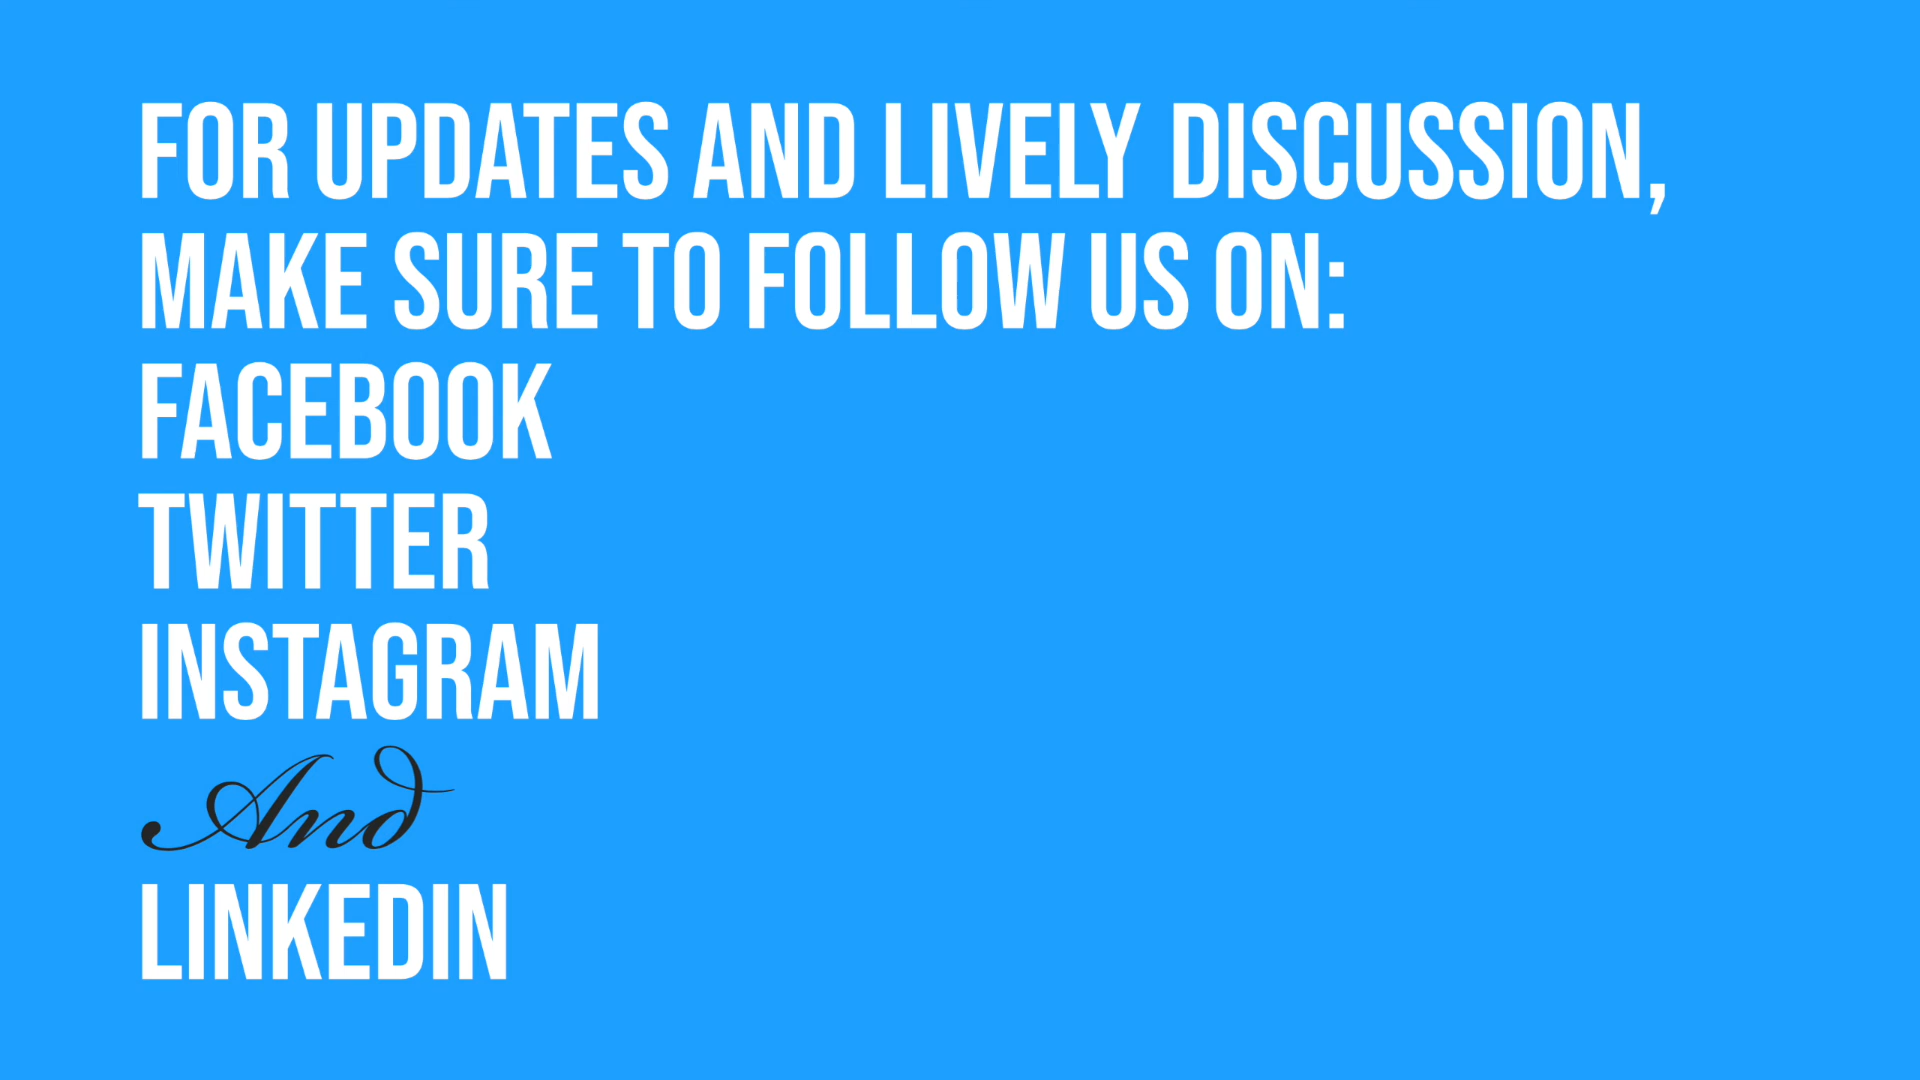 FOR UPDATES AND LIVELY DISCUSSION,
MAKE SURE TO FOLLOW US ON:
FACEBOOK
TWITTER
INSTAGRAM
And
LINKEDIN